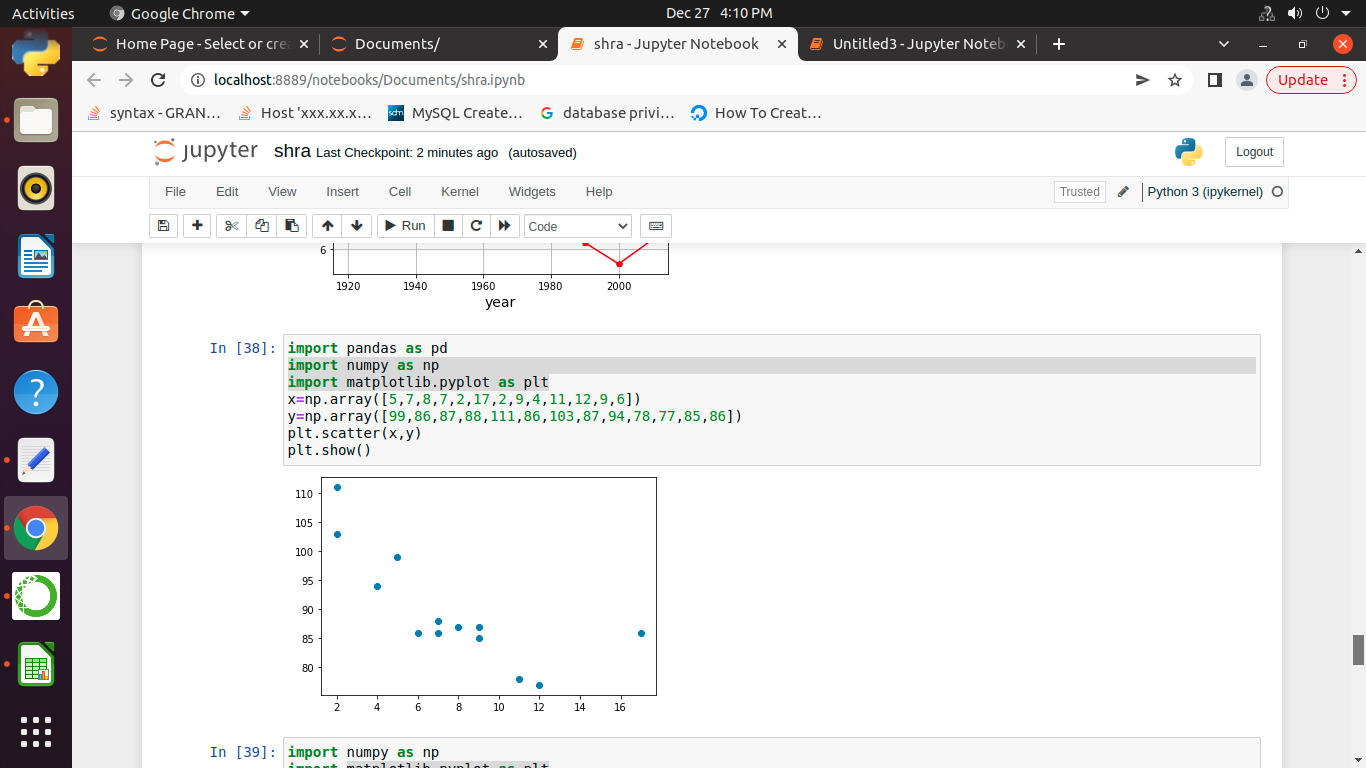 Activities Google Chrome Dec 27 4:10 PM
Home Page - Select or cre Documents/ shra - Jupyter Notebook Untitled3 - Jupyter Noteb
localhost:8889/notebooks/Documents/shra.ipynb Update
syntax - GRAN... Host 'xxx.xx.x... MySQL Create... database privi... How To Creat...
jupyter shra Last Checkpoint: 2 minutes ago (autosaved) Logout
File Edit View Insert Cell Kernel Widgets Help Trusted Python 3 (ipykernel)
Run Code
6
1920 1940 1960 1980 2000
year
In [38]: import pandas as pd
import numpy as np
import matplotlib.pyplot as plt
x=np.array([5,7,8,7,2,17,2,9,4,11,12,9,6])
y=np.array([99,86,87,88,111,86,103,87,94,78,77,85,86])
plt.scatter(x,y)
plt.show()
110
105
100
95
90
85
80
2 4 6 8 10 12 14 16
In [39]: import numpy as np
import matplotlib.pyplot as plt